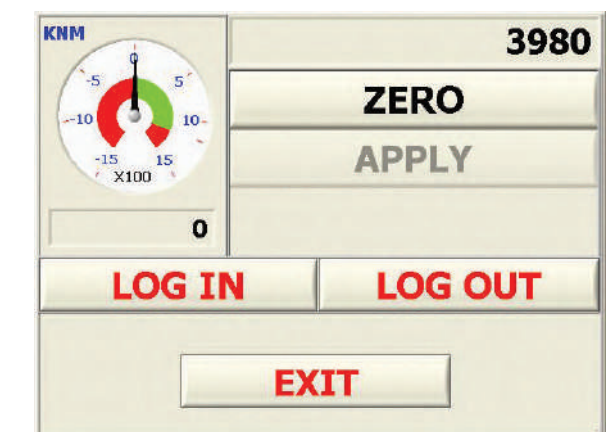 KNM
3980
0
-5 5
-10 10
-15 15
X100
0
ZERO
APPLY
LOG IN LOG OUT
EXIT